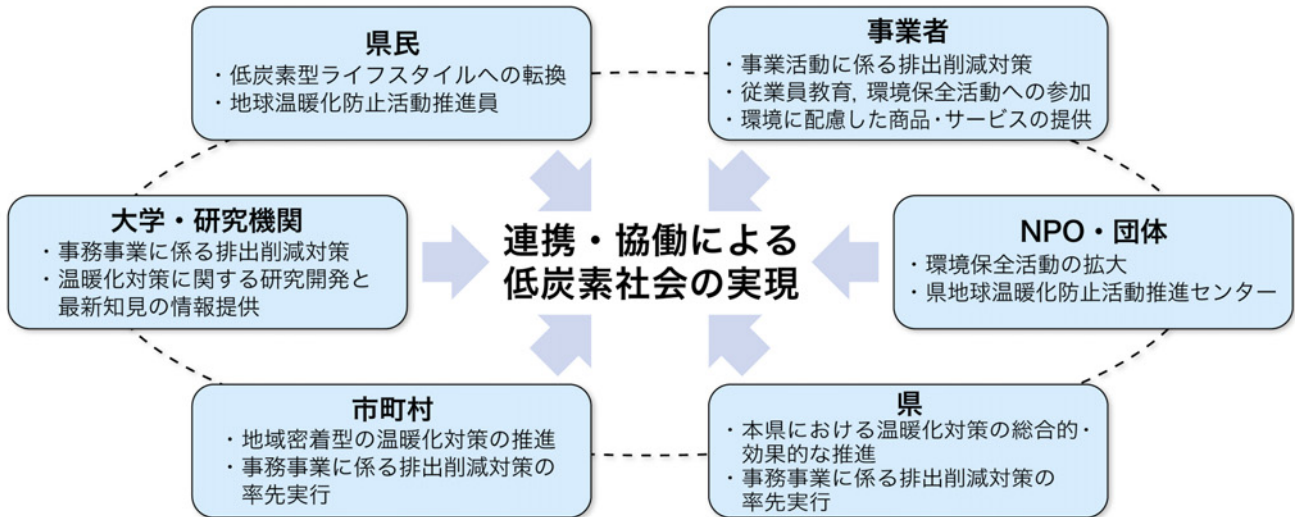 県民
・低炭素型ライフスタイルへの転換
・地球温暖化防止活動推進員
事業者
・事業活動に係る排出削減対策
・従業員教育，環境保全活動への参加
・環境に配慮した商品・サービスの提供
大学・研究機関
・事務事業に係る排出削減対策
・温暖化対策に関する研究開発と
最新知見の情報提供
連携・協働による
低炭素社会の実現
NPO・団体
・環境保全活動の拡大
・県地球温暖化防止活動推進センター
市町村
・地域密着型の温暖化対策の推進
・事務事業に係る排出削減対策の
率先実行
県
・本県における温暖化対策の総合的・
効果的な推進
・事務事業に係る排出削減対策の
率先実行